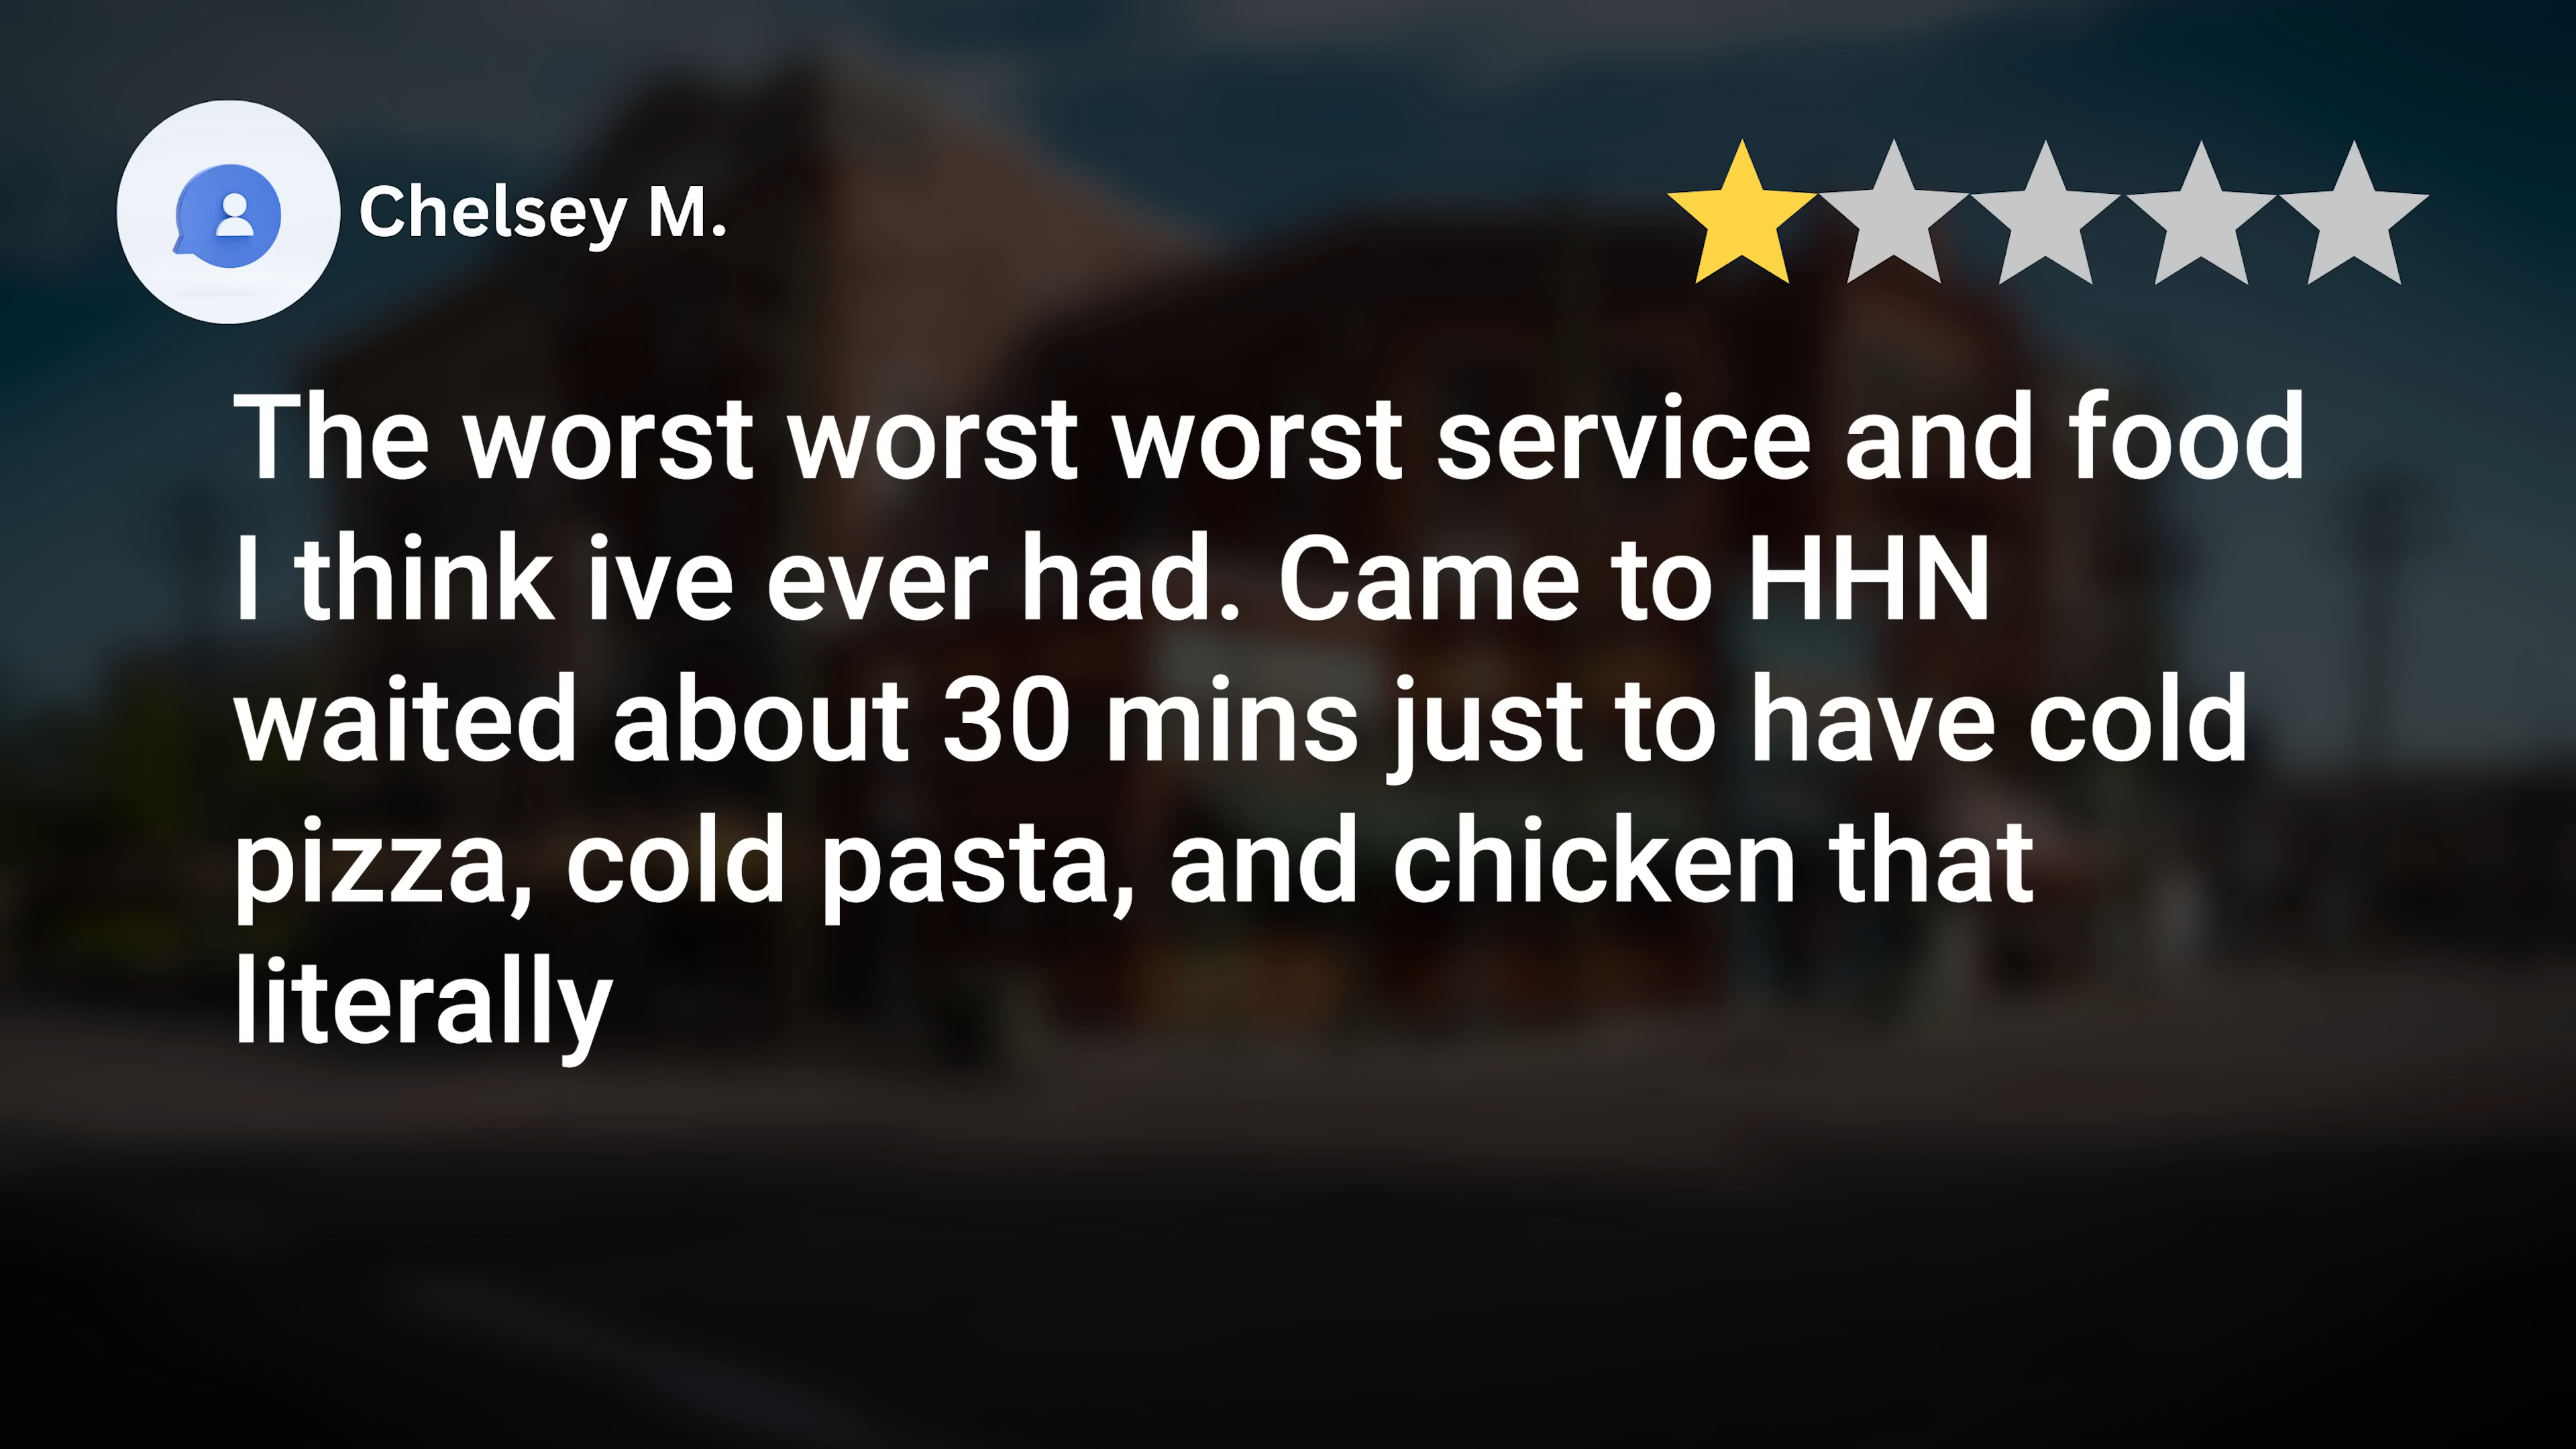 Chelsey M.
The worst worst worst service and food
I think ive ever had. Came to HHN
waited about 30 mins just to have cold
pizza, cold pasta, and chicken that
literally